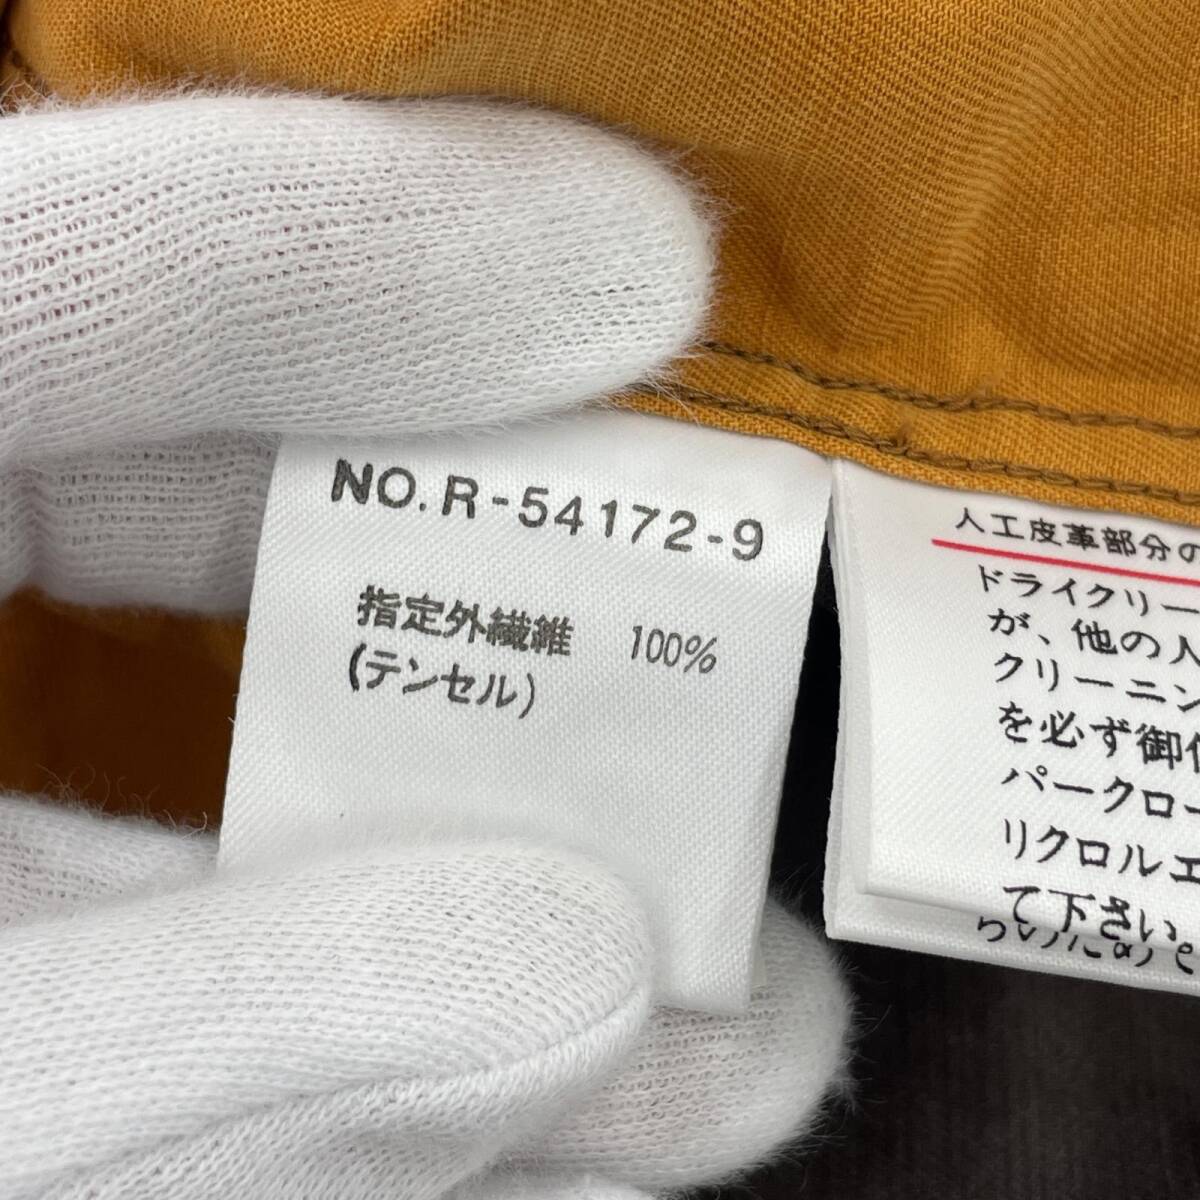 NO.R-54172-9
指定外繊維 100%
(テンセル)
人工皮革部分の
ドライクリー
が、他の人
クリーニン
を必ず御
パークロー
リクロルエ
て下さい。